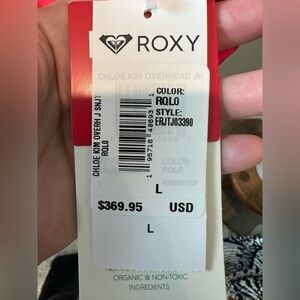 ROXY
CHLOE KIM OVERHEAD JK
COLOR:
RQL0
STYLE:
ERJTJ03390
CHLOE KIM OVERH J SNJT
RQL0
L
$369.95 USD
L
ORGANIC & NON-TOXIC
INGREDIENTS